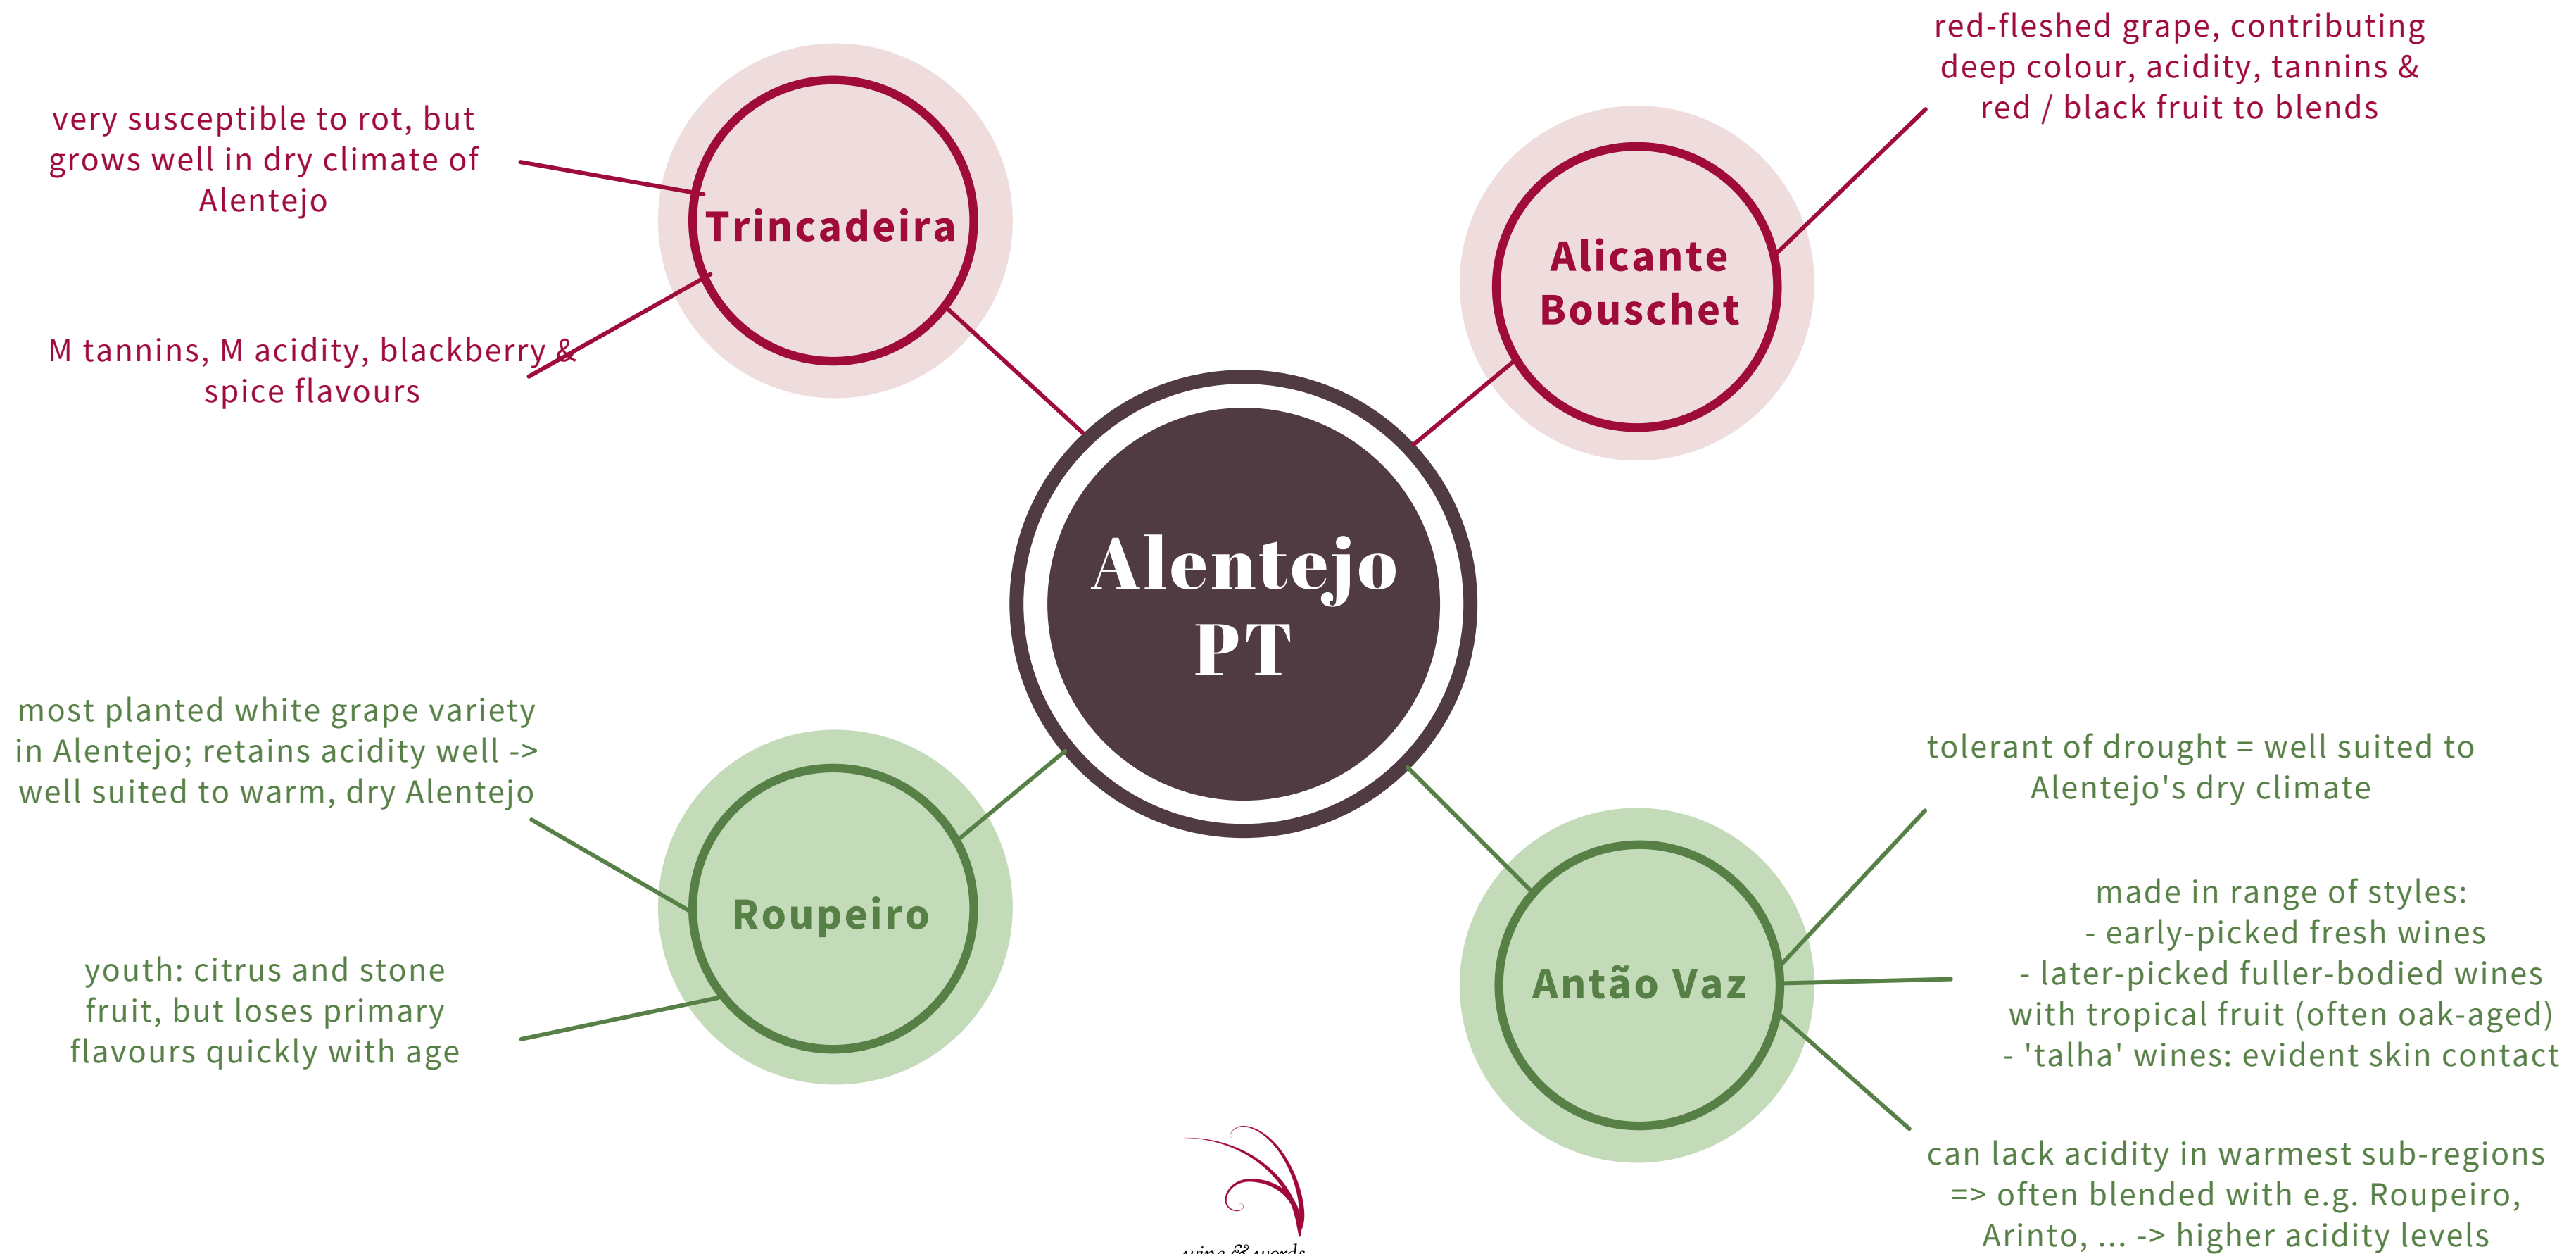 very susceptible to rot, but
grows well in dry climate of
Alentejo
Trincadeira
M tannins, M acidity, blackberry &
spice flavours
red-fleshed grape, contributing
deep colour, acidity, tannins &
red / black fruit to blends
Alicante
Bouschet
Alentejo
PT
most planted white grape variety
in Alentejo; retains acidity well ->
well suited to warm, dry Alentejo
Roupeiro
youth: citrus and stone
fruit, but loses primary
flavours quickly with age
tolerant of drought = well suited to
Alentejo's dry climate
Antão Vaz
made in range of styles:
- early-picked fresh wines
- later-picked fuller-bodied wines
with tropical fruit (often oak-aged)
- 'talha' wines: evident skin contact
can lack acidity in warmest sub-regions
=> often blended with e.g. Roupeiro,
Arinto, ... -> higher acidity levels
wine & words